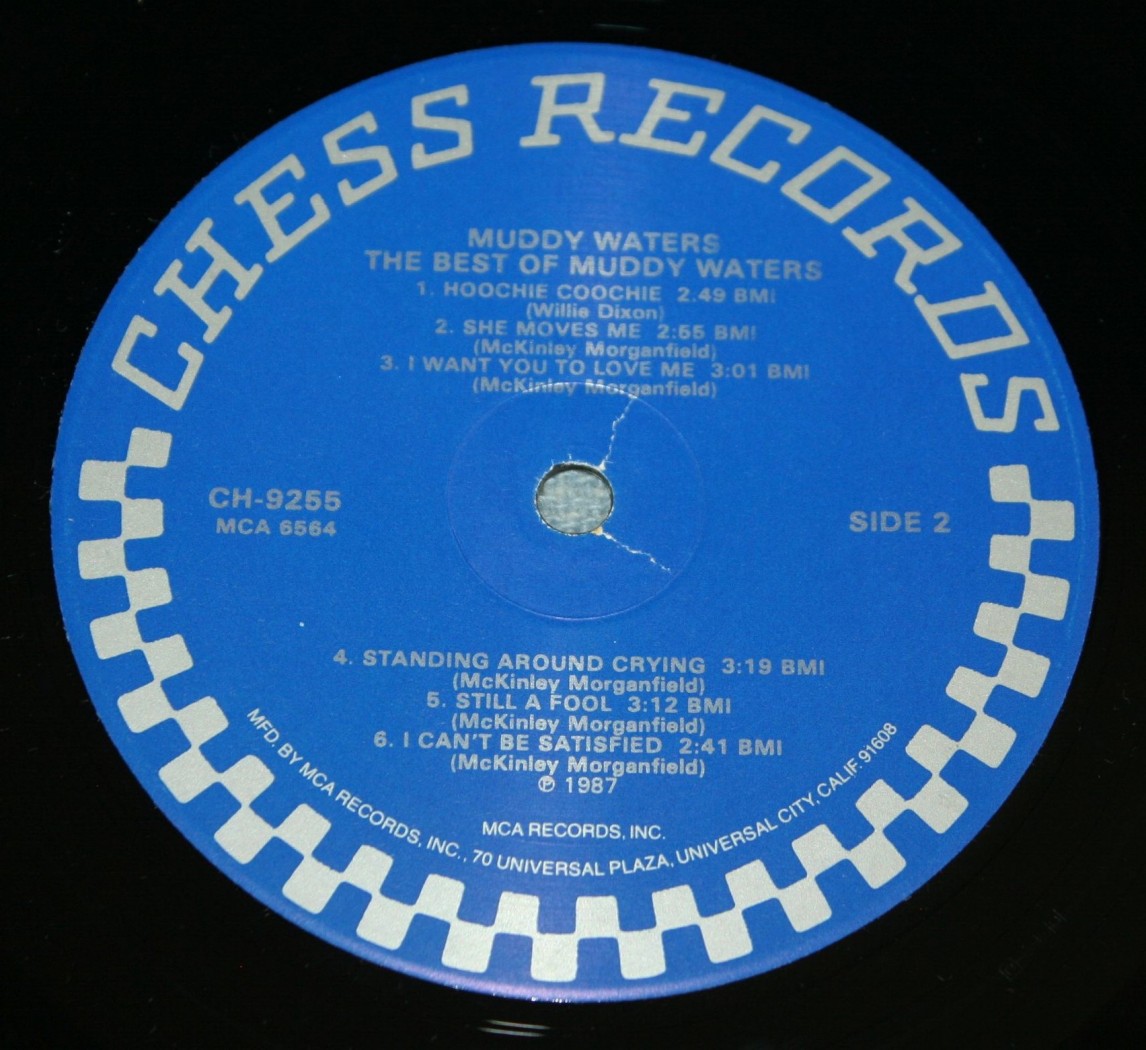 CHESS RECORDS
MUDDY WATERS
THE BEST OF MUDDY WATERS
1. HOOCHIE COOCHIE 2.49 BMI
(Willie Dixon)
2. SHE MOVES ME 2:55 BMI
(McKinley Morganfield)
3. I WANT YOU TO LOVE ME 3:01 BMI
(McKinley Morganfield)
CH-9255
MCA 6564
SIDE 2
4. STANDING AROUND CRYING 3:19 BMI
(McKinley Morganfield)
5. STILL A FOOL 3:12 BMI
(McKinley Morganfield)
6. I CAN'T BE SATISFIED 2:41 BMI
(McKinley Morganfield)
℗ 1987
MCA RECORDS, INC.
MFD. BY MCA RECORDS, INC., 70 UNIVERSAL PLAZA, UNIVERSAL CITY, CALIF. 91608